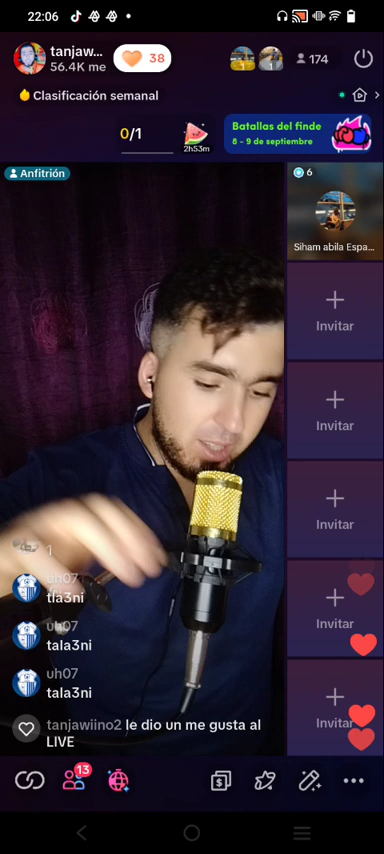 22:06
tanjaw...
56.4K me
38
174
Clasificación semanal
0/1
2h53m
Batallas del finde
8 - 9 de septiembre
Anfitrión
6
Siham abila Espa...
Invitar
Invitar
Invitar
Invitar
Invitar
1
uh07
tla3ni
uh07
tala3ni
uh07
tala3ni
tanjawiino2 le dio un me gusta al
LIVE
13